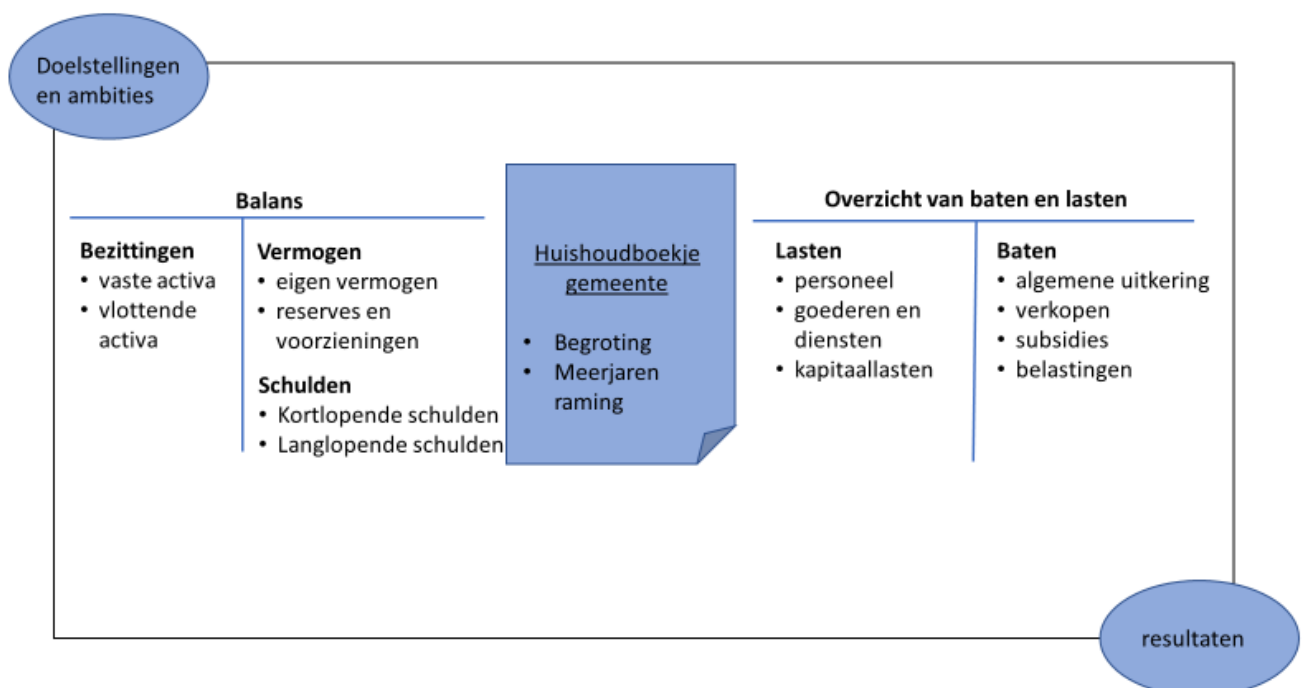 Doelstellingen
en ambities
Balans
Bezittingen
• vaste activa
• vlottende
activa
Vermogen
• eigen vermogen
• reserves en
voorzieningen
Schulden
• Kortlopende schulden
• Langlopende schulden
Huishoudboekje
gemeente
• Begroting
• Meerjaren
raming
Overzicht van baten en lasten
Lasten
• personeel
• goederen en
diensten
• kapitaallasten
Baten
• algemene uitkering
• verkopen
• subsidies
• belastingen
resultaten